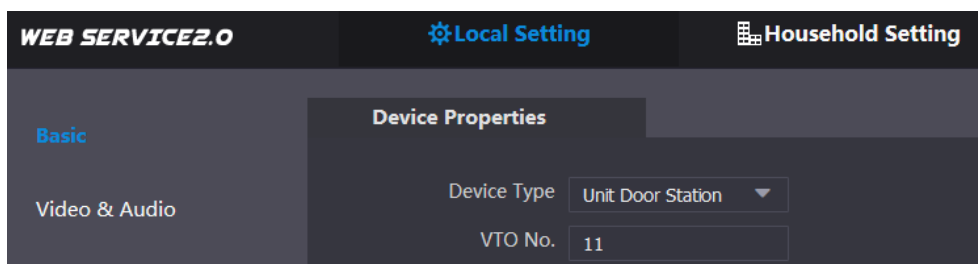 WEB SERVICE2.0
Local Setting
Household Setting
Basic
Device Properties
Video & Audio
Device Type Unit Door Station
VTO No. 11